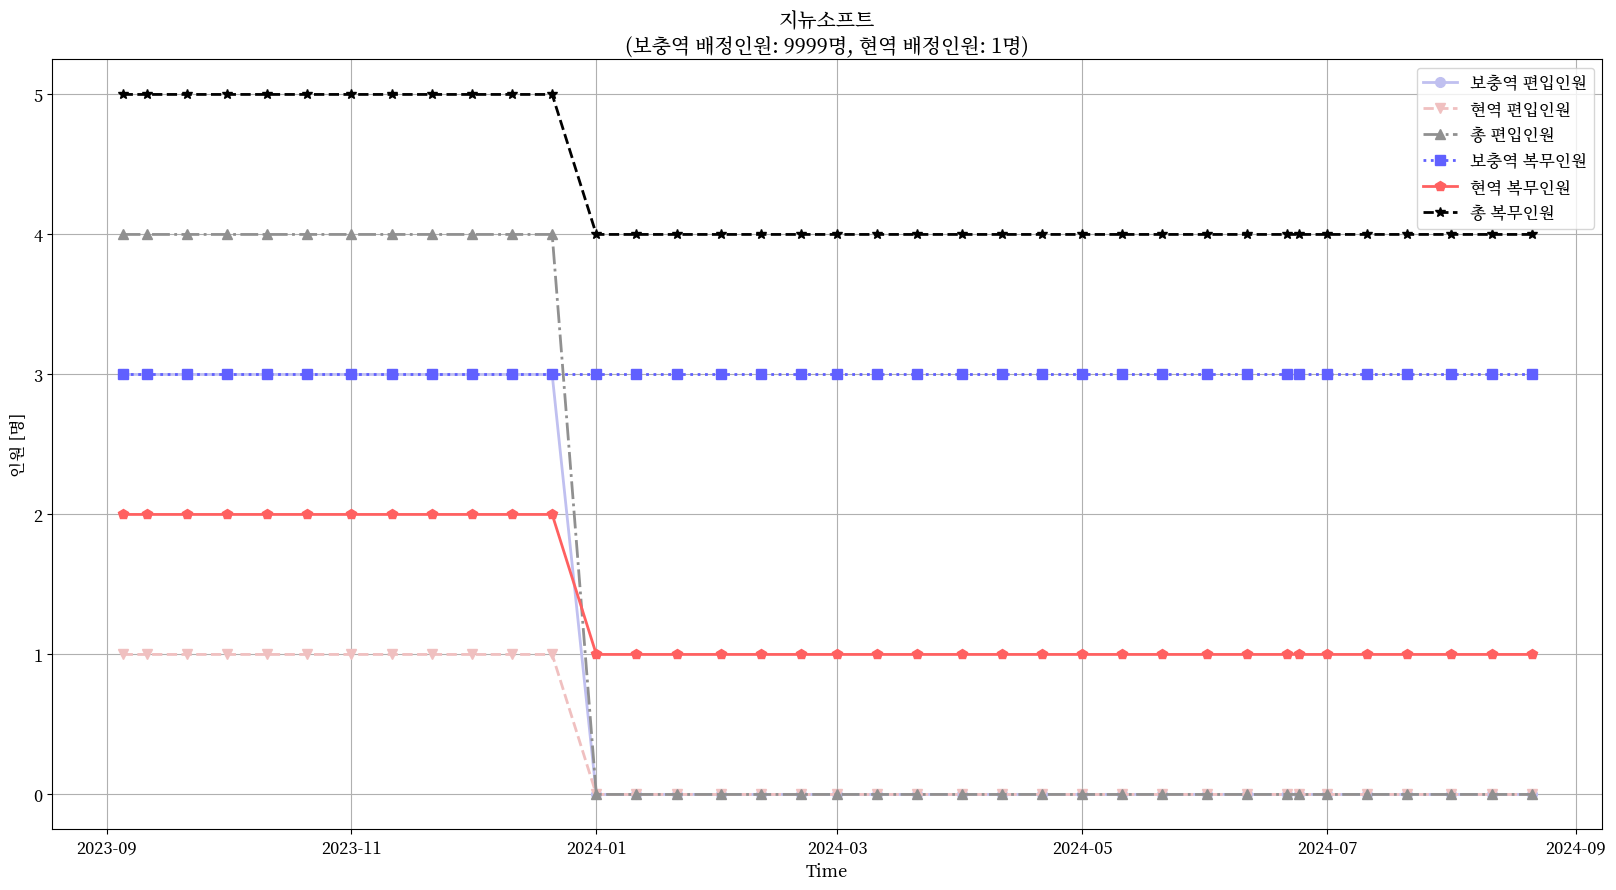 지뉴소프트
(보충역 배정인원: 9999명, 현역 배정인원: 1명)
보충역 편입인원
현역 편입인원
총 편입인원
보충역 복무인원
현역 복무인원
총 복무인원
5
4
3
2
1
0
인원 [명]
2023-09
2023-11
2024-01
2024-03
2024-05
2024-07
2024-09
Time